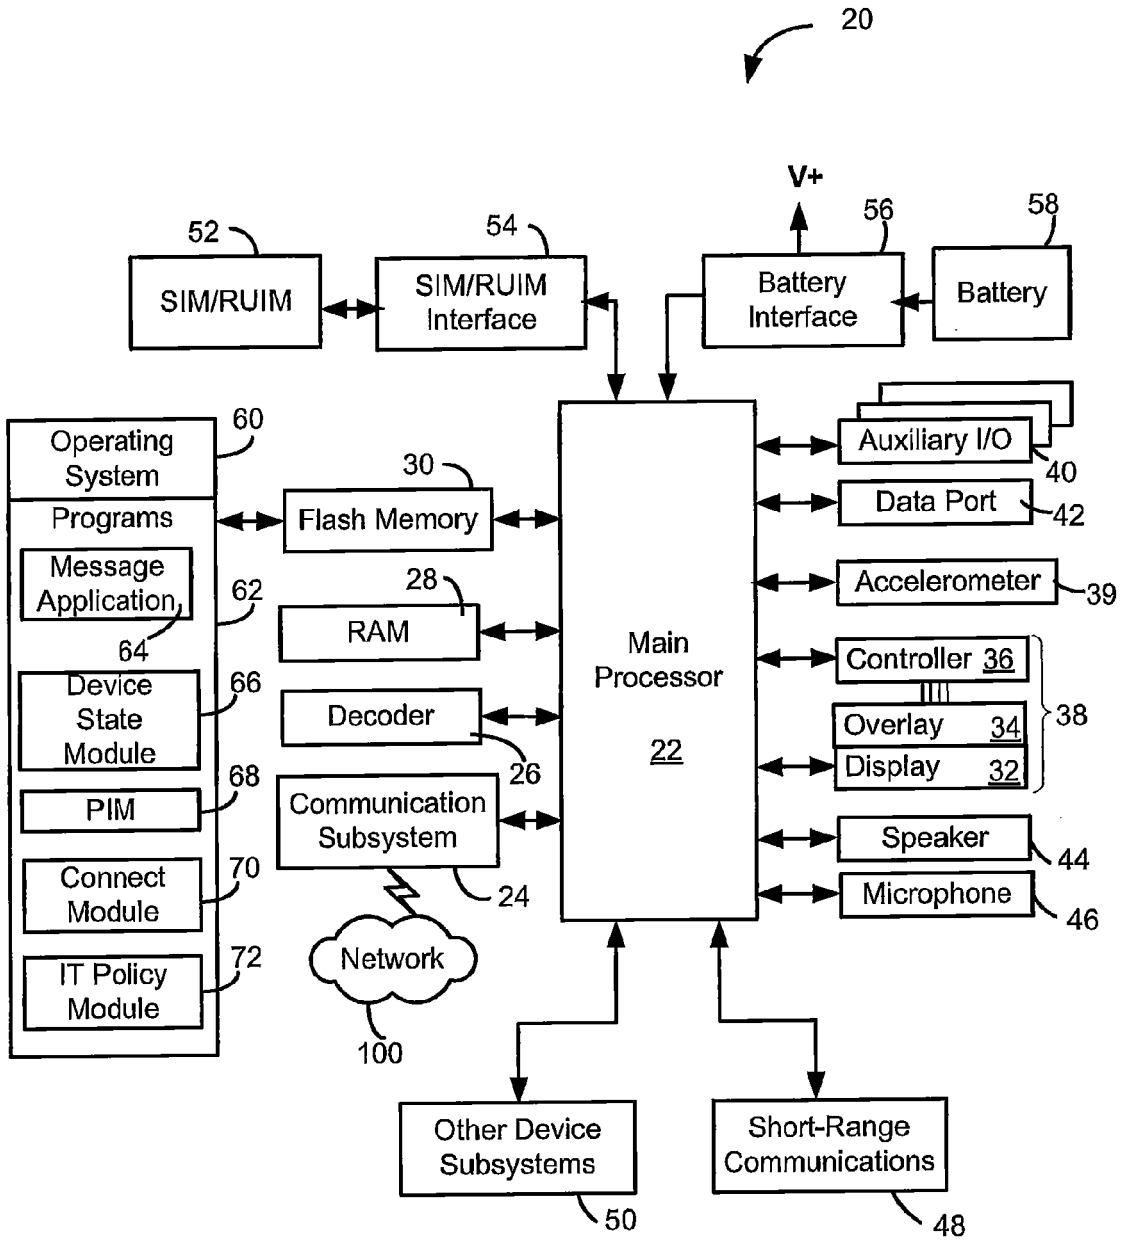 20
V+
52
54
56
58
SIM/RUIM
SIM/RUIM
Interface
Battery
Interface
Battery
60
Operating
System
Programs
Message
Application
64
62
Device
State
Module
66
PIM
68
Connect
Module
70
IT Policy
Module
72
30
Flash Memory
28
RAM
Decoder
26
Communication
Subsystem
24
Network
100
Main
Processor
22
Auxiliary I/O
40
Data Port
42
Accelerometer
39
Controller 36
Overlay 34
Display 32
38
Speaker
44
Microphone
46
Other Device
Subsystems
50
Short-Range
Communications
48